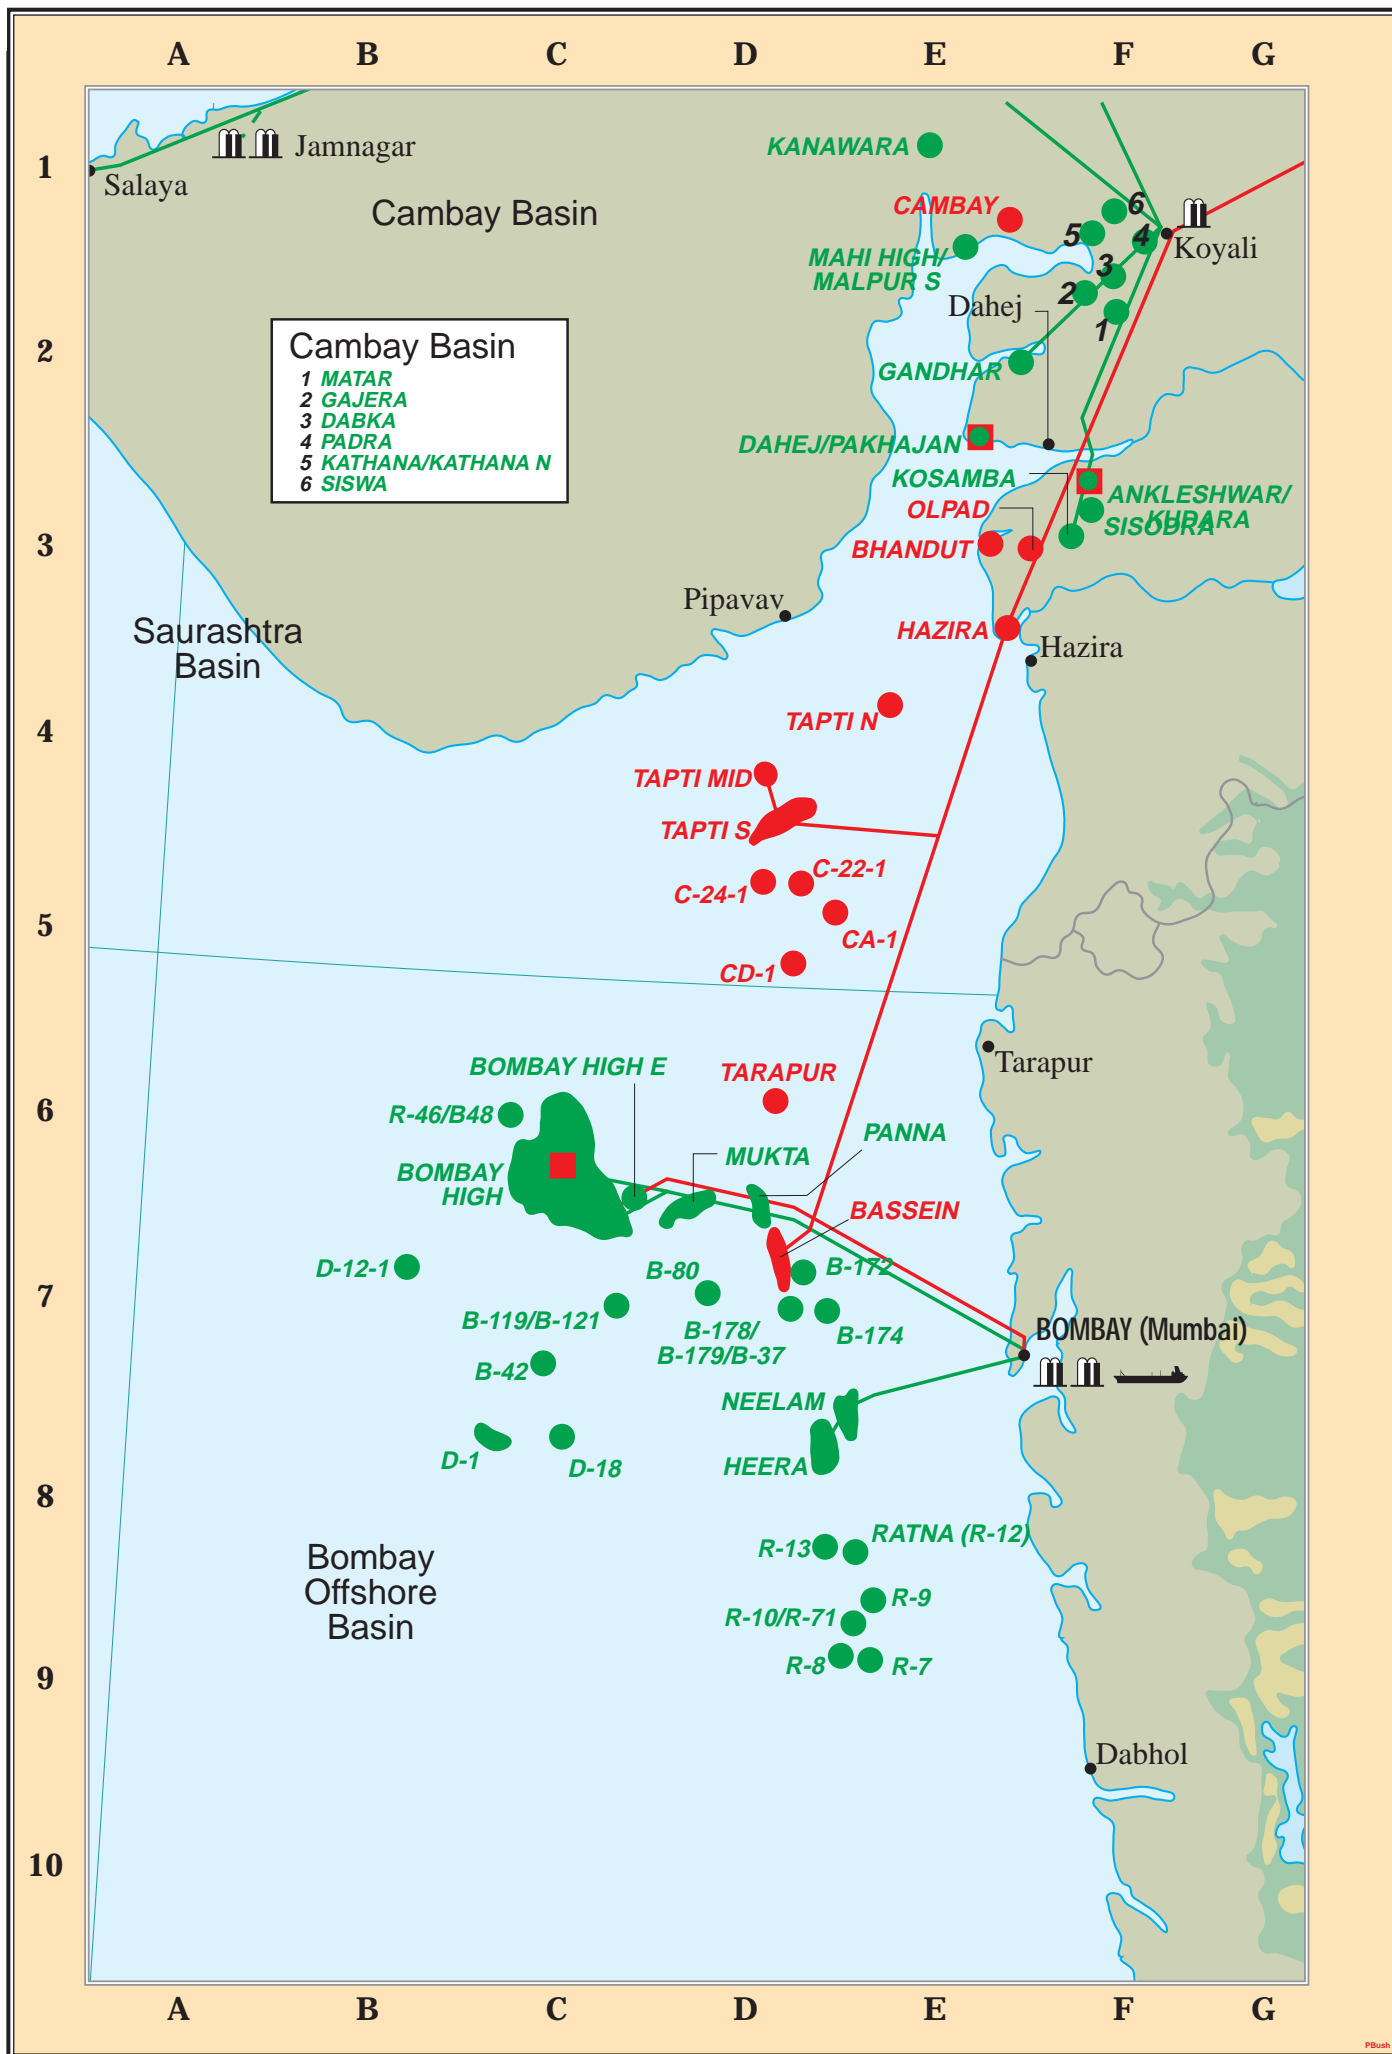 A B C D E F G
1
Jamnagar
Salaya
Cambay Basin
KANAWARA
CAMBAY
MAHI HIGH/
MALPUR S
6
5
4
Koyali
3
2
1
Dahej
2
GANDHAR
Cambay Basin
1 MATAR
2 GAJERA
3 DABKA
4 PADRA
5 KATHANA/KATHANA N
6 SISWA
DAHEJ/PAKHAJAN
KOSAMBA
ANKLESHWAR/
KUDARA
SISODRA
OLPAD
3
BHANDUT
Pipavav
HAZIRA
Hazira
Saurashtra
Basin
4
TAPTI N
TAPTI MID
TAPTI S
C-22-1
C-24-1
5
CA-1
CD-1
Tarapur
BOMBAY HIGH E
TARAPUR
6
R-46/B48
PANNA
MUKTA
BOMBAY
HIGH
BASSEIN
D-12-1
B-80
B-172
7
B-119/B-121
B-178/
B-179/B-37
B-174
BOMBAY (Mumbai)
B-42
NEELAM
D-1
D-18
HEERA
8
R-13
RATNA (R-12)
Bombay
Offshore
Basin
R-9
R-10/R-71
R-8
R-7
9
Dabhol
10
A B C D E F G
PBush